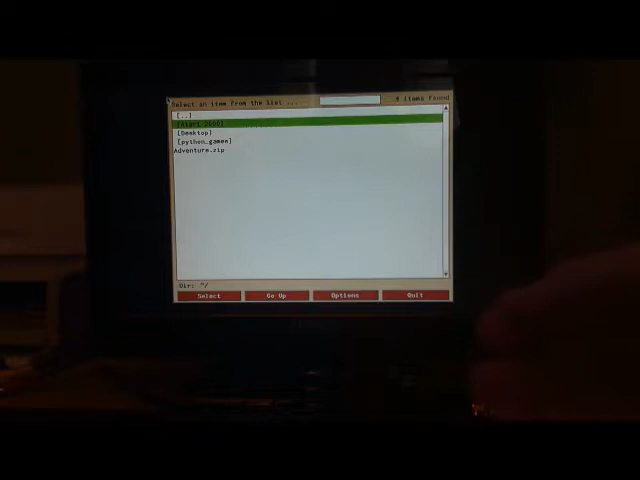 Select an item from the list ...
4 items found
[..]
[Atari 2600]
[Desktop]
[python_games]
Adventure.zip
Dir: ~/
Select
Go Up
Options
Quit